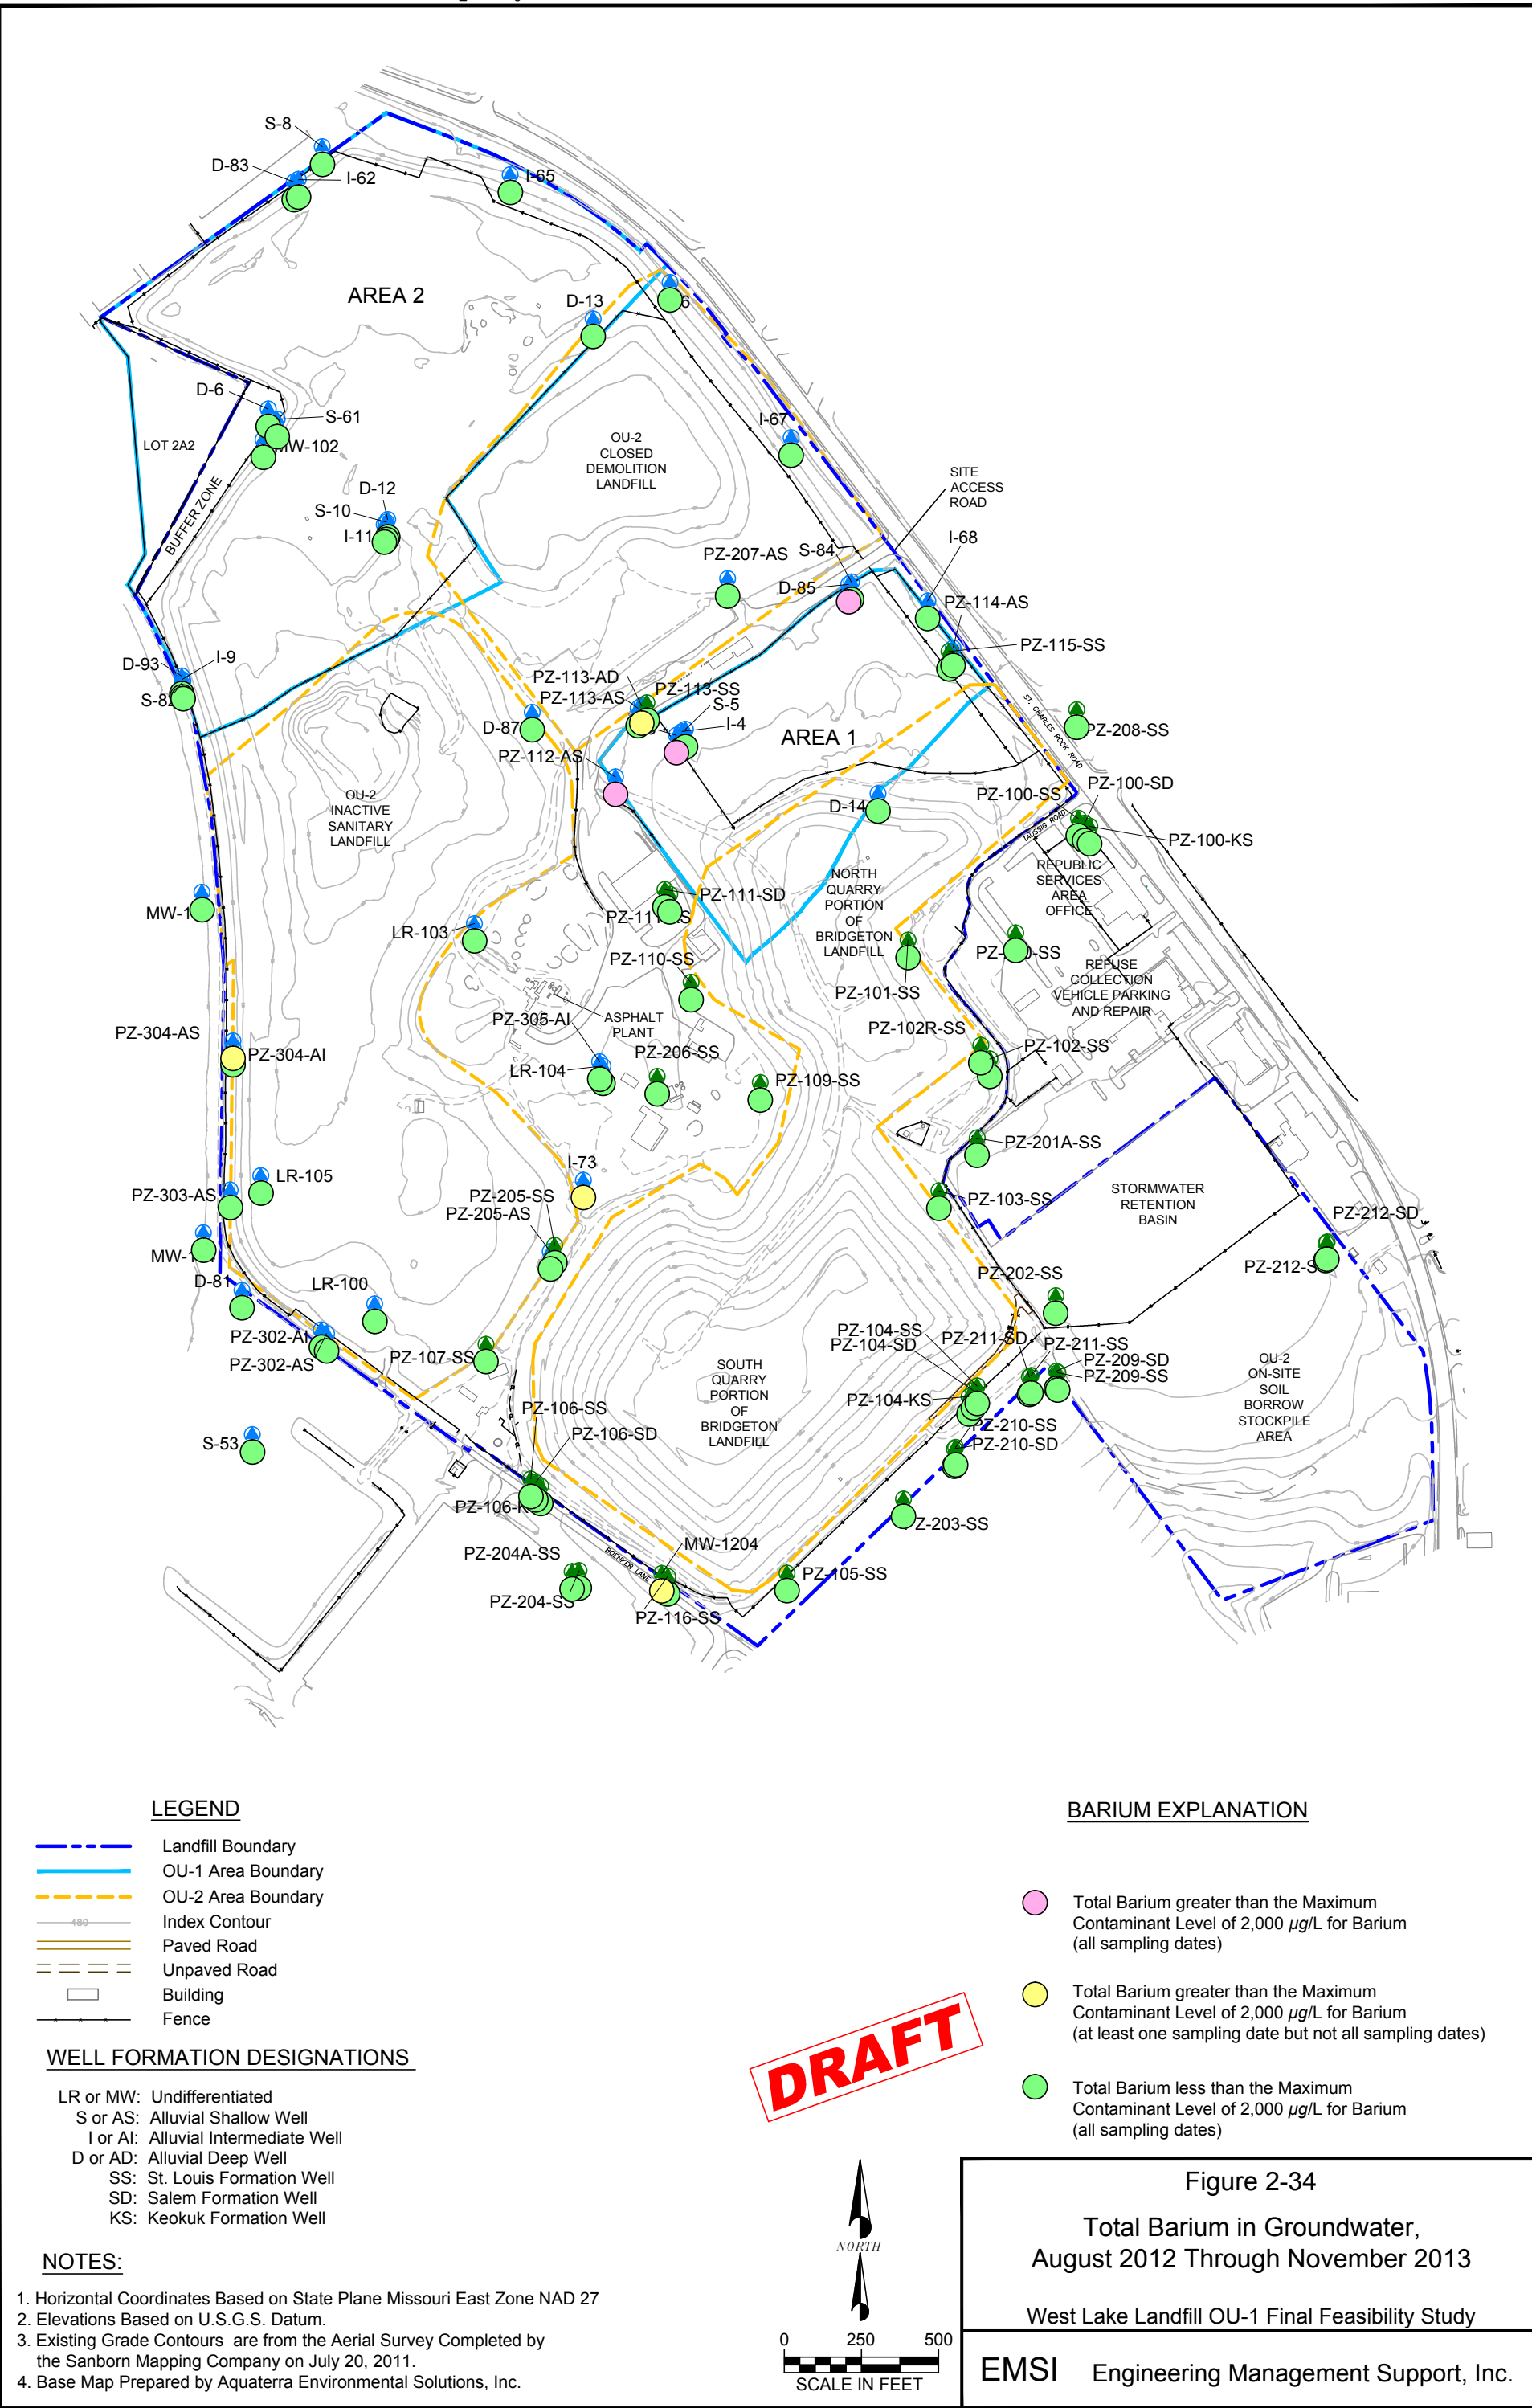 S-8
D-83
I-62
I-65
AREA 2
D-13
D-6
S-61
LOT 2A2
MW-102
BUFFER ZONE
OU-2
CLOSED
DEMOLITION
LANDFILL
I-67
SITE
ACCESS
ROAD
D-12
S-10
I-11
I-68
PZ-207-AS
S-84
D-85
PZ-114-AS
PZ-115-SS
D-93
I-9
PZ-113-AD
PZ-113-AS
PZ-113-SS
S-5
I-4
D-87
AREA 1
ST. CHARLES ROCK ROAD
PZ-208-SS
PZ-112-AS
OU-2
INACTIVE
SANITARY
LANDFILL
D-14
PZ-100-SS
PZ-100-SD
PZ-100-KS
TAUSSIG ROAD
REPUBLIC
SERVICES
AREA
OFFICE
NORTH
QUARRY
PORTION
OF
BRIDGETON
LANDFILL
PZ-111-SD
LR-103
PZ-110-SS
PZ-101-SS
REFUSE
COLLECTION
VEHICLE PARKING
AND REPAIR
PZ-305-AI
ASPHALT
PLANT
PZ-102R-SS
PZ-102-SS
PZ-304-AS
PZ-304-AI
LR-104
PZ-206-SS
PZ-109-SS
PZ-201A-SS
I-73
LR-105
PZ-303-AS
PZ-205-SS
PZ-205-AS
PZ-103-SS
STORMWATER
RETENTION
BASIN
PZ-212-SD
D-81
LR-100
PZ-202-SS
PZ-302-AI
PZ-302-AS
PZ-107-SS
PZ-104-SS
PZ-104-SD
PZ-211-SD
PZ-211-SS
PZ-209-SD
PZ-209-SS
PZ-104-KS
SOUTH
QUARRY
PORTION
OF
BRIDGETON
LANDFILL
OU-2
ON-SITE
SOIL
BORROW
STOCKPILE
AREA
PZ-106-SS
PZ-106-SD
PZ-210-SS
PZ-210-SD
S-53
MW-1204
PZ-204A-SS
BOENKER LANE
PZ-105-SS
PZ-116-SS
LEGEND
Landfill Boundary
OU-1 Area Boundary
OU-2 Area Boundary
480
Index Contour
Paved Road
Unpaved Road
Building
Fence
WELL FORMATION DESIGNATIONS
LR or MW: Undifferentiated
S or AS: Alluvial Shallow Well
I or AI: Alluvial Intermediate Well
D or AD: Alluvial Deep Well
SS: St. Louis Formation Well
SD: Salem Formation Well
KS: Keokuk Formation Well
NOTES:
1. Horizontal Coordinates Based on State Plane Missouri East Zone NAD 27
2. Elevations Based on U.S.G.S. Datum.
3. Existing Grade Contours are from the Aerial Survey Completed by
the Sanborn Mapping Company on July 20, 2011.
4. Base Map Prepared by Aquaterra Environmental Solutions, Inc.
BARIUM EXPLANATION
Total Barium greater than the Maximum
Contaminant Level of 2,000 µg/L for Barium
(all sampling dates)
Total Barium greater than the Maximum
Contaminant Level of 2,000 µg/L for Barium
(at least one sampling date but not all sampling dates)
Total Barium less than the Maximum
Contaminant Level of 2,000 µg/L for Barium
(all sampling dates)
DRAFT
NORTH
0 250 500
SCALE IN FEET
Figure 2-34
Total Barium in Groundwater,
August 2012 Through November 2013
West Lake Landfill OU-1 Final Feasibility Study
EMSI Engineering Management Support, Inc.